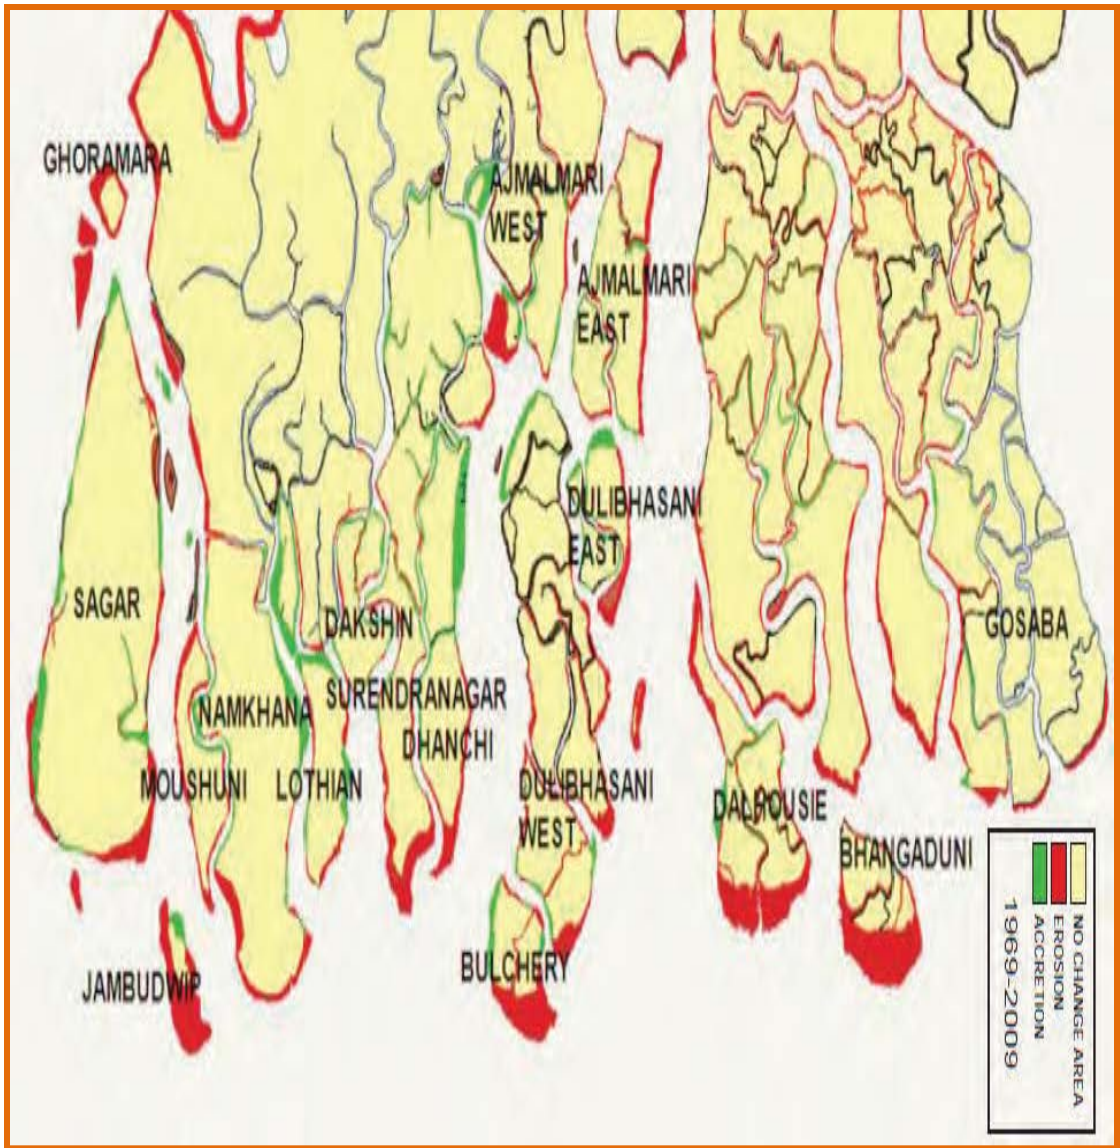 GHORAMARA
AJMALMARI
WEST
AJMALMARI
EAST
DULIBHASANI
EAST
SAGAR
DAKSHIN
SURENDRANAGAR
GOSABA
NAMKHANA
DHANCHI
MOUSHUNI
LOTHIAN
DULIBHASANI
WEST
DALHOUSIE
BHANGADUNI
BULCHERY
JAMBUDWIP
NO CHANGE AREA
EROSION
ACCRETION
1969-2009